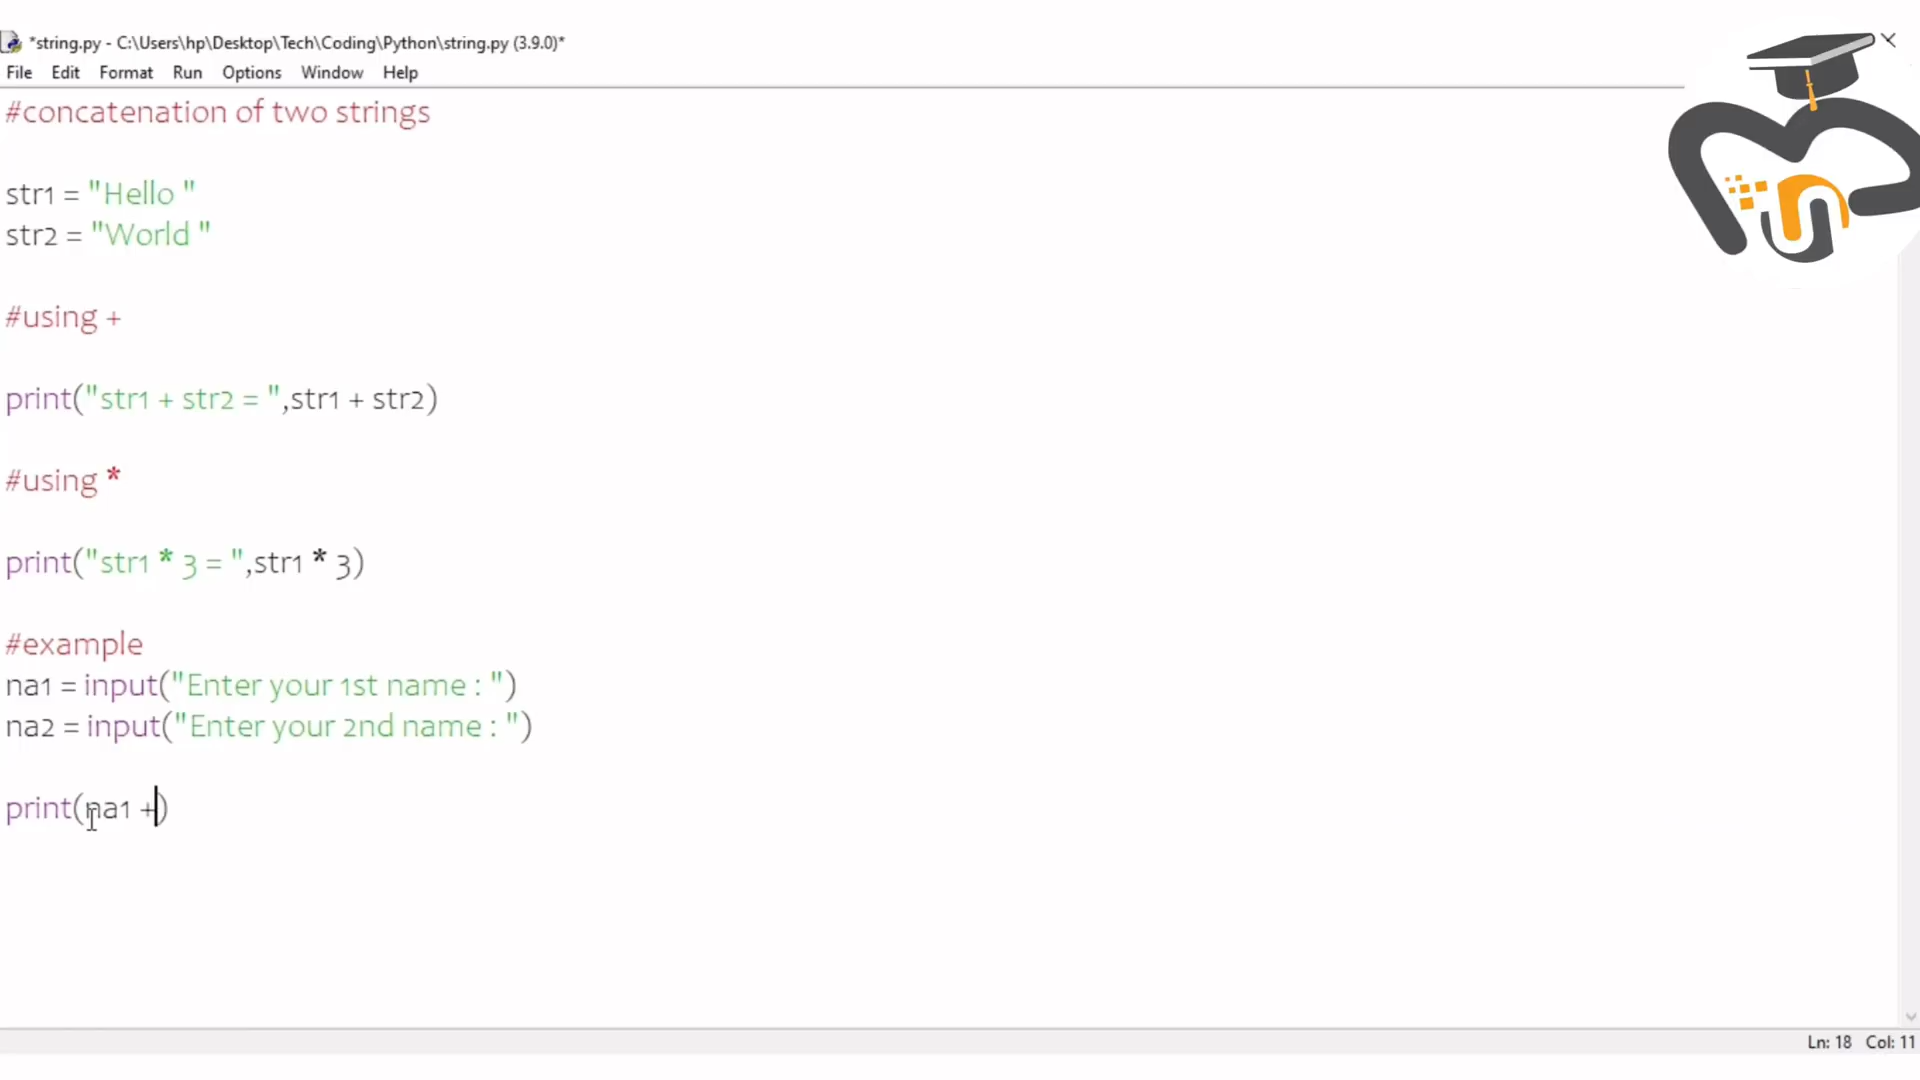 *string.py - C:\Users\hp\Desktop\Tech\Coding\Python\string.py (3.9.0)*
File Edit Format Run Options Window Help
#concatenation of two strings
str1 = "Hello "
str2 = "World "
#using +
print("str1 + str2 = ",str1 + str2)
#using *
print("str1 * 3 = ",str1 * 3)
#example
na1 = input("Enter your 1st name : ")
na2 = input("Enter your 2nd name : ")
print(na1 +)
Ln: 18 Col: 11